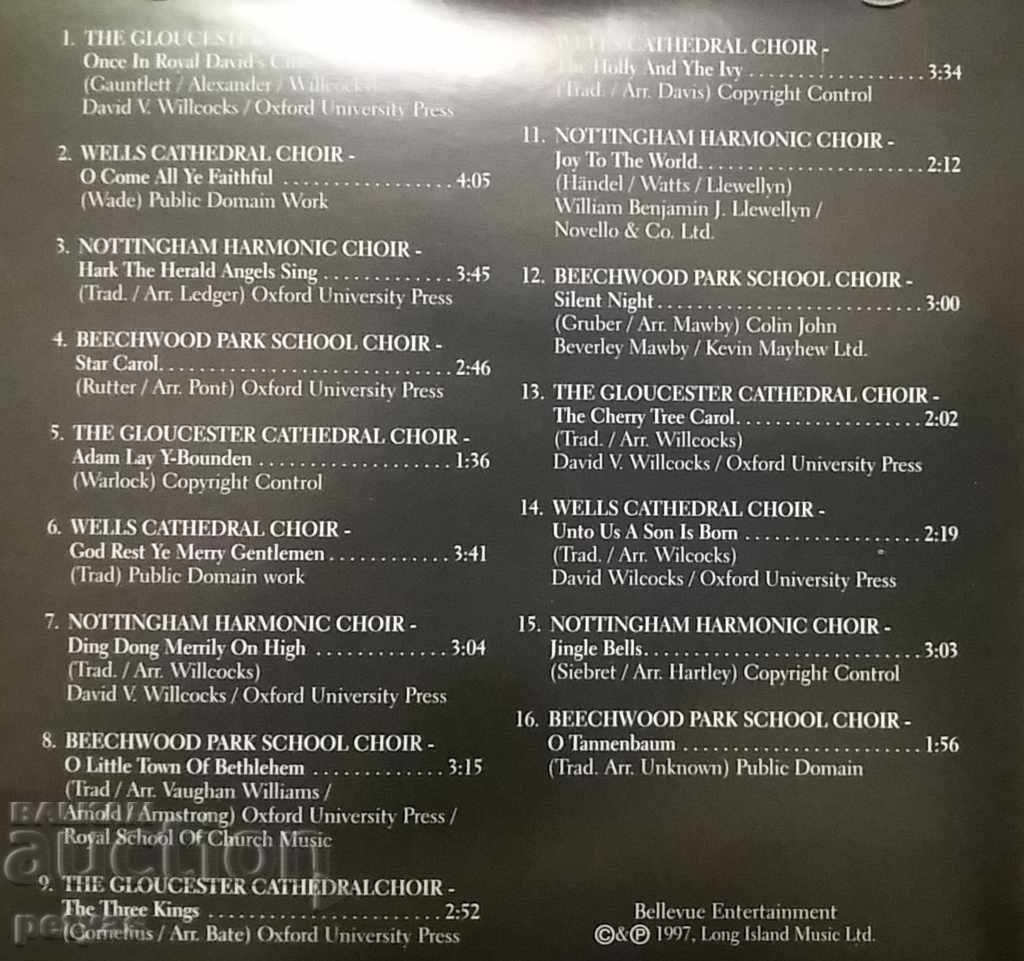 1. THE GLOUCESTER
Once In Royal David's
(Gauntlett / Alexander / Willcocks)
David V. Willcocks / Oxford University Press
2. WELLS CATHEDRAL CHOIR -
O Come All Ye Faithful ................. 4:05
(Wade) Public Domain Work
3. NOTTINGHAM HARMONIC CHOIR -
Hark The Herald Angels Sing ............. 3:45
(Trad. / Arr. Ledger) Oxford University Press
4. BEECHWOOD PARK SCHOOL CHOIR -
Star Carol............................. 2:46
(Rutter / Arr. Pont) Oxford University Press
5. THE GLOUCESTER CATHEDRAL CHOIR -
Adam Lay Y-Bounden ................... 1:36
(Warlock) Copyright Control
6. WELLS CATHEDRAL CHOIR -
God Rest Ye Merry Gentlemen ............ 3:41
(Trad) Public Domain work
7. NOTTINGHAM HARMONIC CHOIR -
Ding Dong Merrily On High ............. 3:04
(Trad. / Arr. Willcocks)
David V. Willcocks / Oxford University Press
8. BEECHWOOD PARK SCHOOL CHOIR -
O Little Town Of Bethlehem ............. 3:15
(Trad / Arr. Vaughan Williams /
Arnold / Armstrong) Oxford University Press /
Royal School Of Church Music
9. THE GLOUCESTER CATHEDRALCHOIR -
The Three Kings ....................... 2:52
(Cornelius / Arr. Bate) Oxford University Press
WELLS CATHEDRAL CHOIR -
The Holly And Yhe Ivy .................. 3:34
(Trad. / Arr. Davis) Copyright Control
11. NOTTINGHAM HARMONIC CHOIR -
Joy To The World....................... 2:12
(Händel / Watts / Llewellyn)
William Benjamin J. Llewellyn /
Novello & Co. Ltd.
12. BEECHWOOD PARK SCHOOL CHOIR -
Silent Night........................... 3:00
(Gruber / Arr. Mawby) Colin John
Beverley Mawby / Kevin Mayhew Ltd.
13. THE GLOUCESTER CATHEDRAL CHOIR -
The Cherry Tree Carol.................. 2:02
(Trad. / Arr. Willcocks)
David V. Willcocks / Oxford University Press
14. WELLS CATHEDRAL CHOIR -
Unto Us A Son Is Born .................. 2:19
(Trad. / Arr. Wilcocks)
David Wilcocks / Oxford University Press
15. NOTTINGHAM HARMONIC CHOIR -
Jingle Bells............................ 3:03
(Siebret / Arr. Hartley) Copyright Control
16. BEECHWOOD PARK SCHOOL CHOIR -
O Tannenbaum ........................ 1:56
(Trad. Arr. Unknown) Public Domain
Bellevue Entertainment
©&℗ 1997, Long Island Music Ltd.
auction